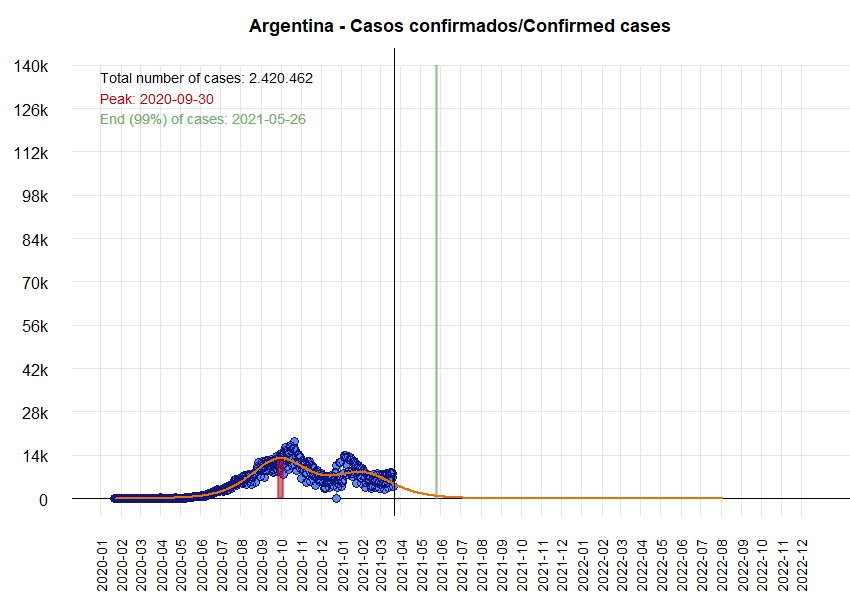 Argentina - Casos confirmados/Confirmed cases
140k
126k
112k
98k
84k
70k
56k
42k
28k
14k
0
Total number of cases: 2.420.462
Peak: 2020-09-30
End (99%) of cases: 2021-05-26
2020-01
2020-02
2020-03
2020-04
2020-05
2020-06
2020-07
2020-08
2020-09
2020-10
2020-11
2020-12
2021-01
2021-02
2021-03
2021-04
2021-05
2021-06
2021-07
2021-08
2021-09
2021-10
2021-11
2021-12
2022-01
2022-02
2022-03
2022-04
2022-05
2022-06
2022-07
2022-08
2022-09
2022-10
2022-11
2022-12